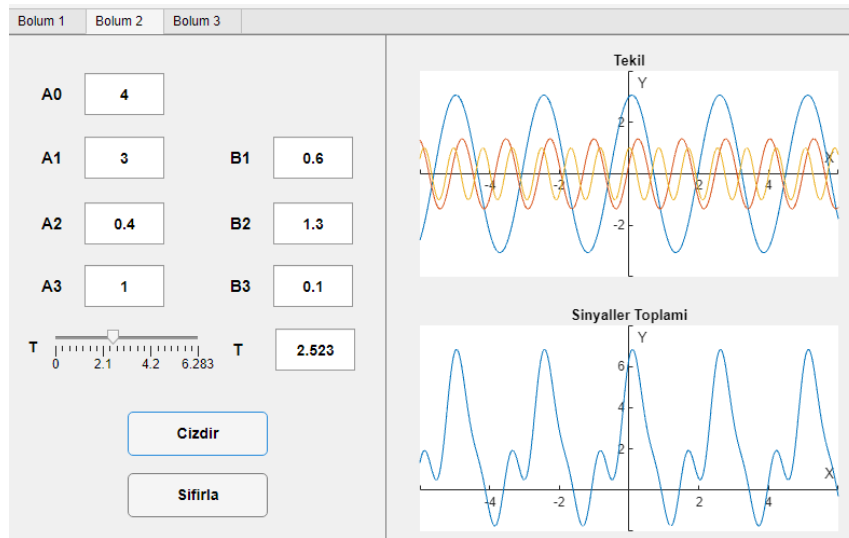 Bolum 1 Bolum 2 Bolum 3
A0 4
A1 3 B1 0.6
A2 0.4 B2 1.3
A3 1 B3 0.1
T 0 2.1 4.2 6.283 T 2.523
Cizdir
Sifirla
Tekil
Y
2
X
-4 -2 2 4
-2
Sinyaller Toplami
Y
6
4
2
X
-4 -2 2 4